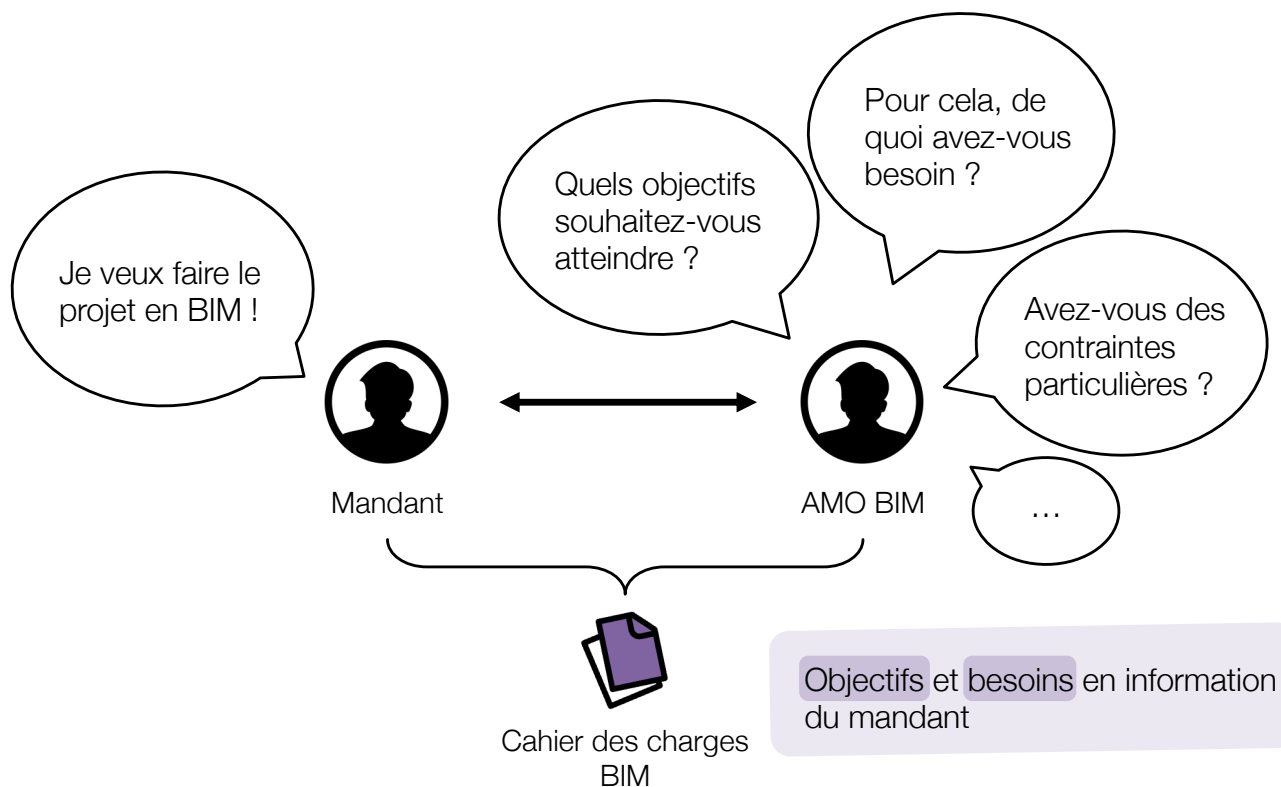 Je veux faire le
projet en BIM !
Quels objectifs
souhaitez-vous
atteindre ?
Pour cela, de
quoi avez-vous
besoin ?
Avez-vous des
contraintes
particulières ?
...
Mandant
AMO BIM
Cahier des charges
BIM
Objectifs et besoins en information
du mandant